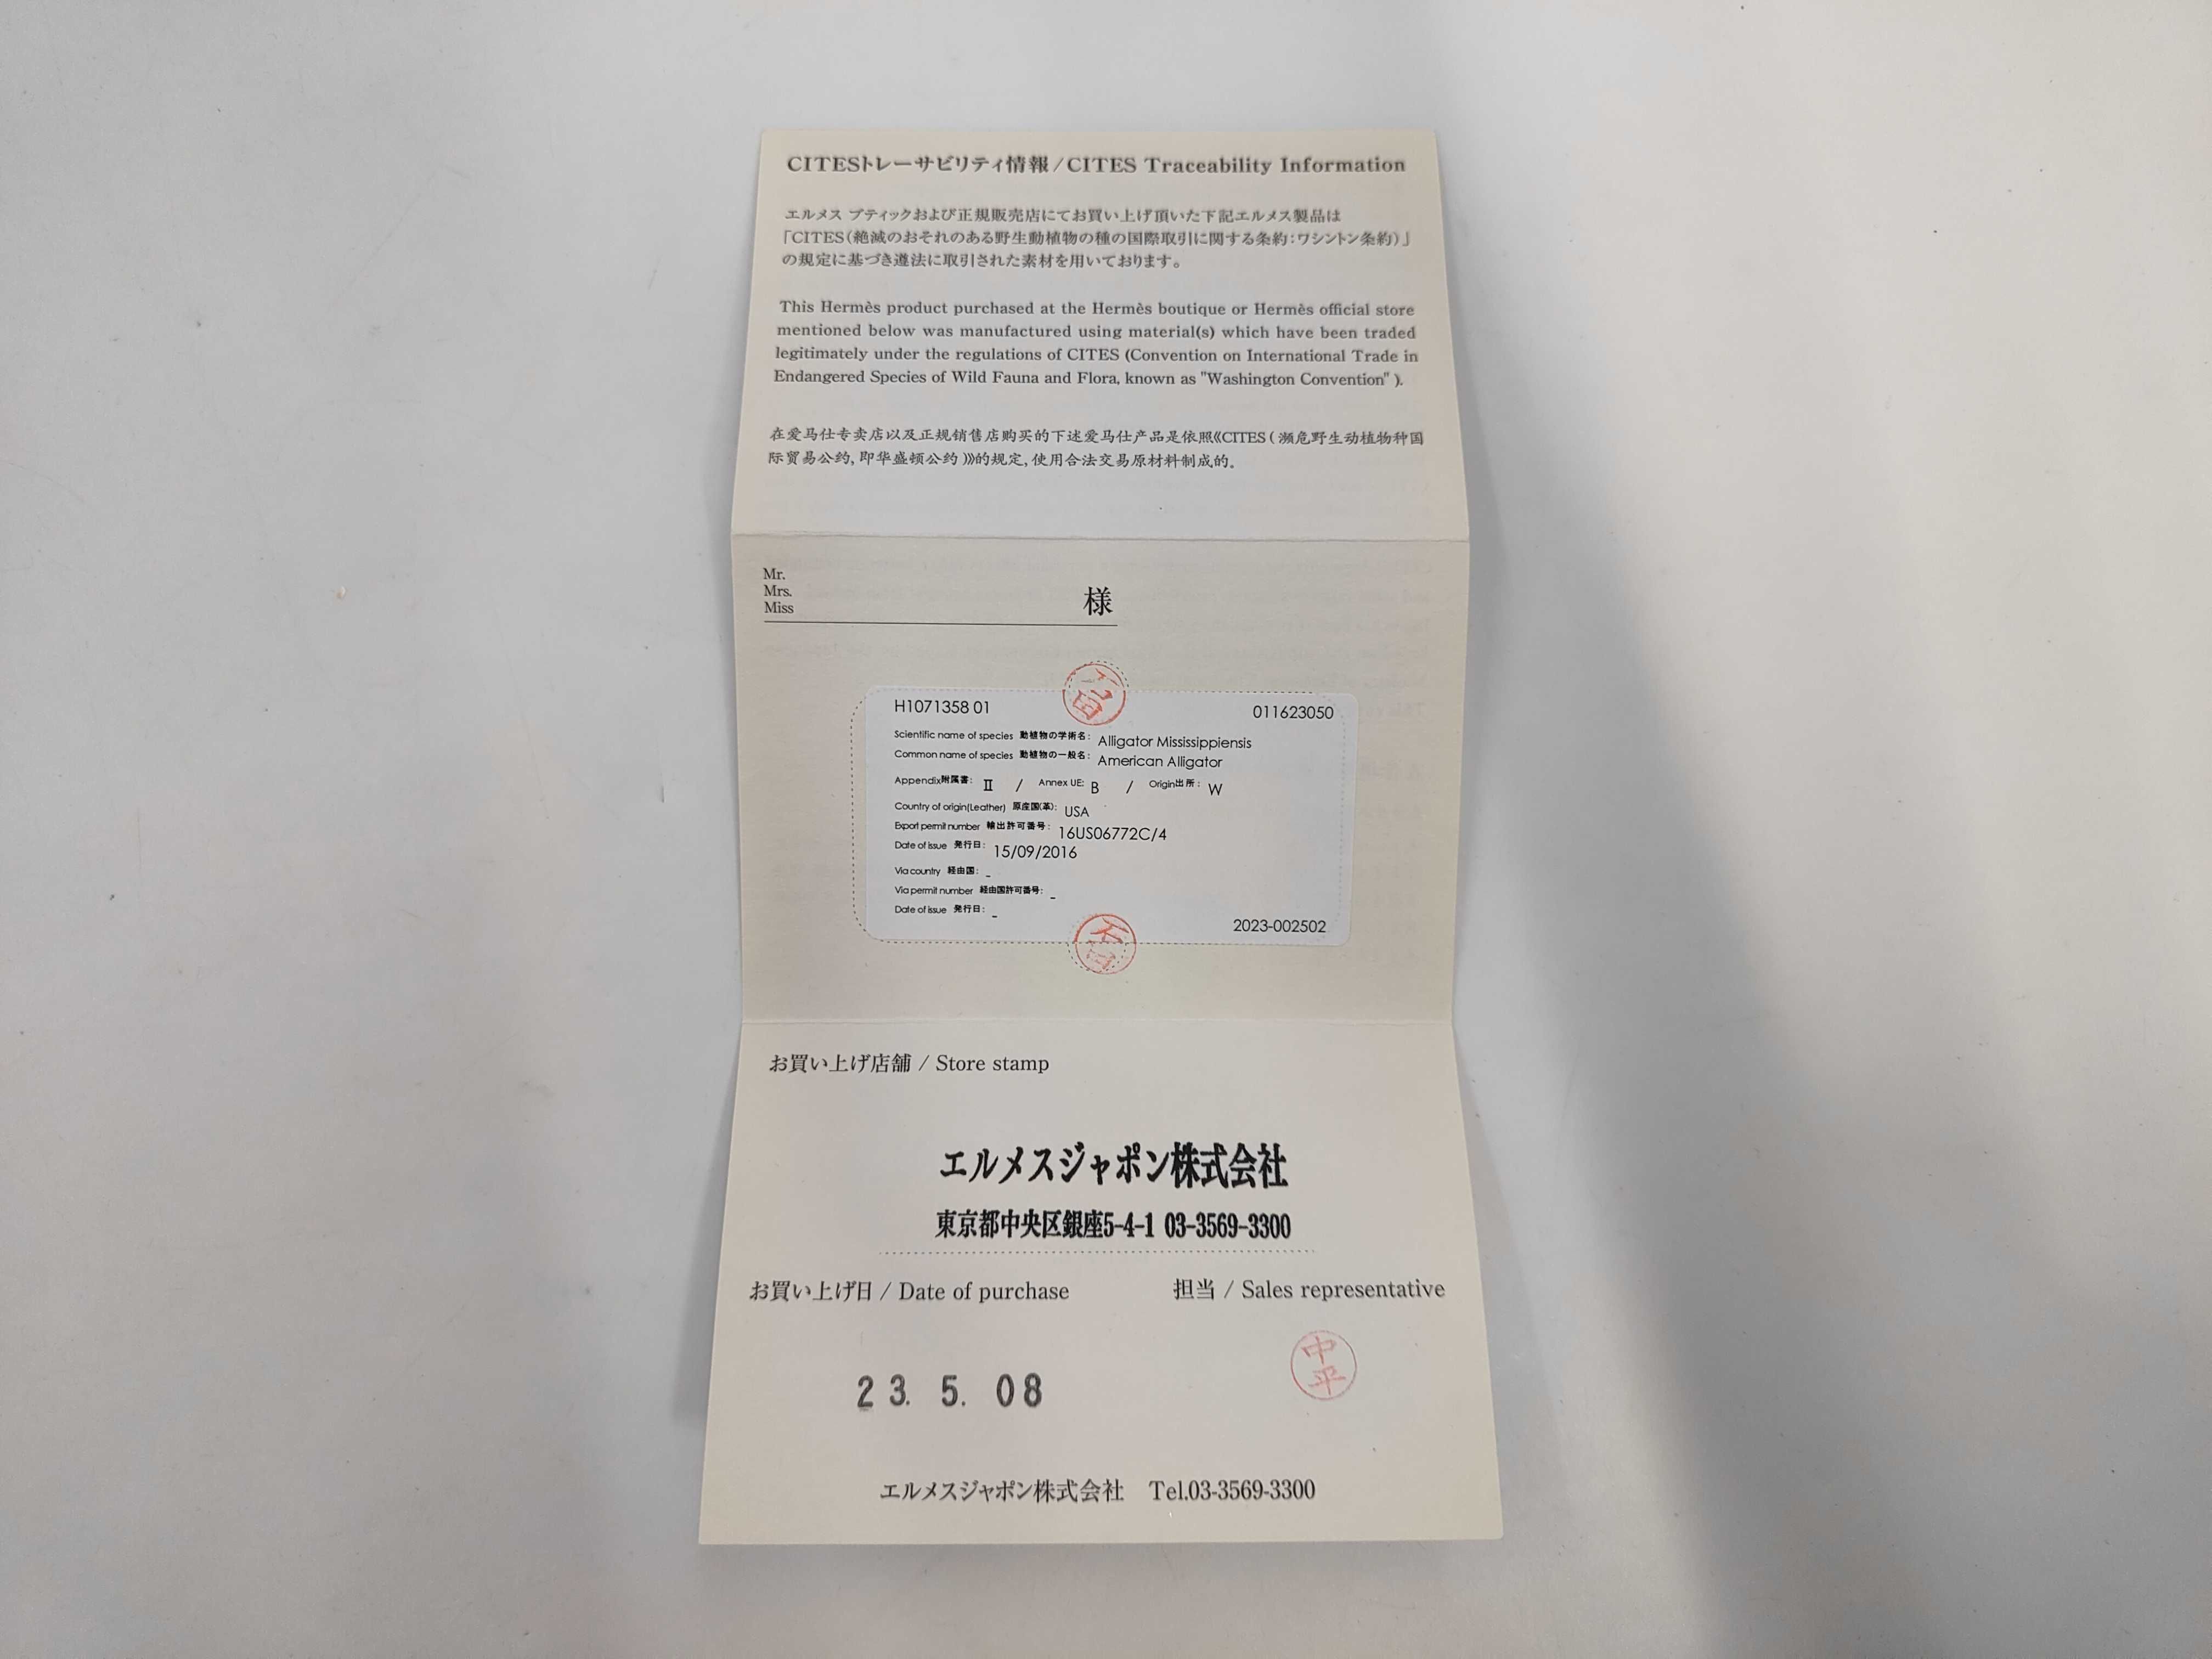 CITESトレーサビリティ情報/CITES Traceability Information
エルメス ブティックおよび正規販売店にてお買い上げ頂いた下記エルメス製品は
「CITES(絶滅のおそれのある野生動植物の種の国際取引に関する条約:ワシントン条約)」
の規定に基づき遵法に取引された素材を用いております。
This Hermès product purchased at the Hermès boutique or Hermès official store
mentioned below was manufactured using material(s) which have been traded
legitimately under the regulations of CITES (Convention on International Trade in
Endangered Species of Wild Fauna and Flora, known as "Washington Convention" ).
在爱马仕专卖店以及正规销售店购买的下述爱马仕产品是依照《CITES ( 濒危野生动植物种国
际贸易公约, 即华盛顿公约 )》的规定, 使用合法交易原材料制成的。
Mr.
Mrs.
Miss
様
H1071358 01 011623050
Scientific name of species 動植物の学術名: Alligator Mississippiensis
Common name of species 動植物の一般名: American Alligator
Appendix附属書: II / Annex UE: B / Origin出所: W
Country of origin(Leather) 原産国(革): USA
Export permit number 輸出許可番号: 16US06772C/4
Date of issue 発行日: 15/09/2016
Via country 経由国: -
Via permit number 経由国許可番号: -
Date of issue 発行日: -
2023-002502
お買い上げ店舗 / Store stamp
エルメスジャポン株式会社
東京都中央区銀座5-4-1 03-3569-3300
お買い上げ日 / Date of purchase 担当 / Sales representative
23. 5. 08
中平
エルメスジャポン株式会社 Tel.03-3569-3300